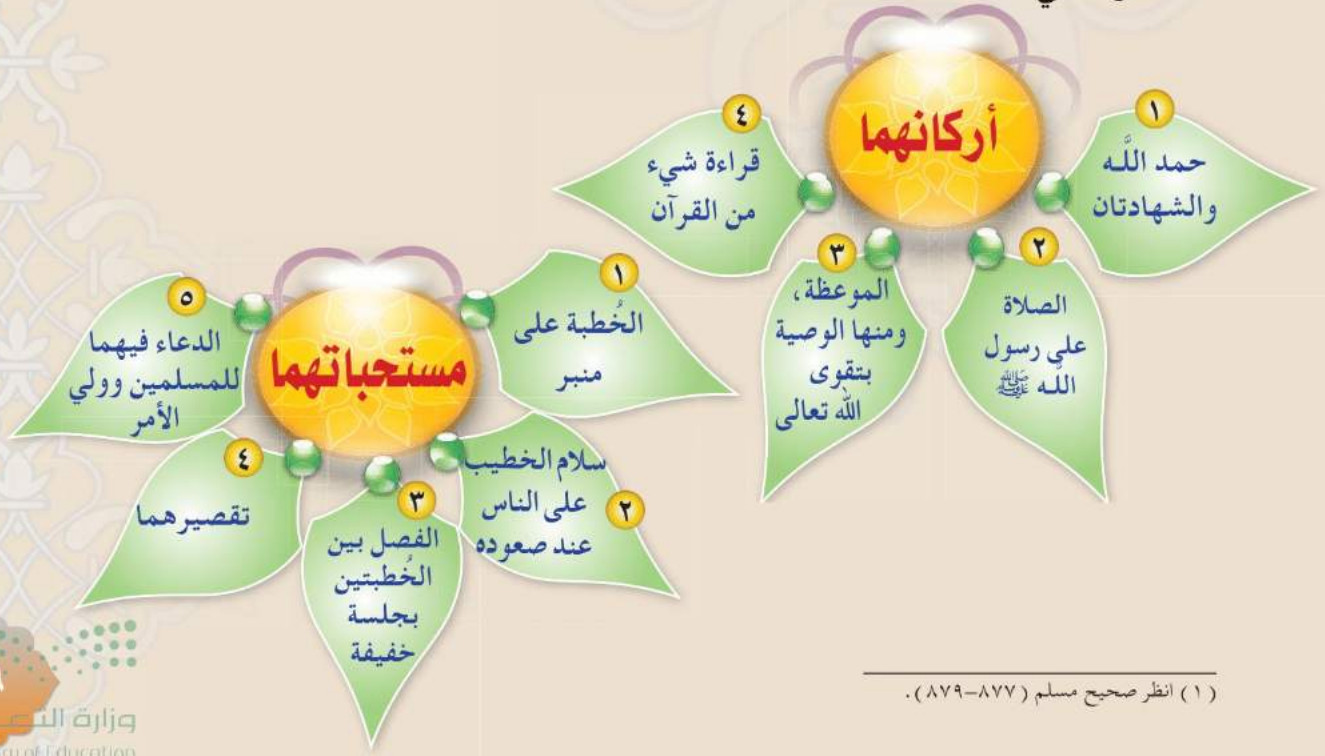 أركانهما
١
حمد اللَّه
والشهادتان
٢
الصلاة
على رسول
اللَّه ﷺ
٣
الموعظة،
ومنها الوصية
بتقوى
الله تعالى
٤
قراءة شيء
من القرآن
مستحباتهما
١
الخُطبة على
منبر
٢
سلام الخطيب
على الناس
عند صعوده
٣
الفصل بين
الخُطبتين
بجلسة
خفيفة
٤
تقصيرهما
٥
الدعاء فيهما
للمسلمين وولي
الأمر
(١) انظر صحيح مسلم (٨٧٧-٨٧٩).
وزارة
Education